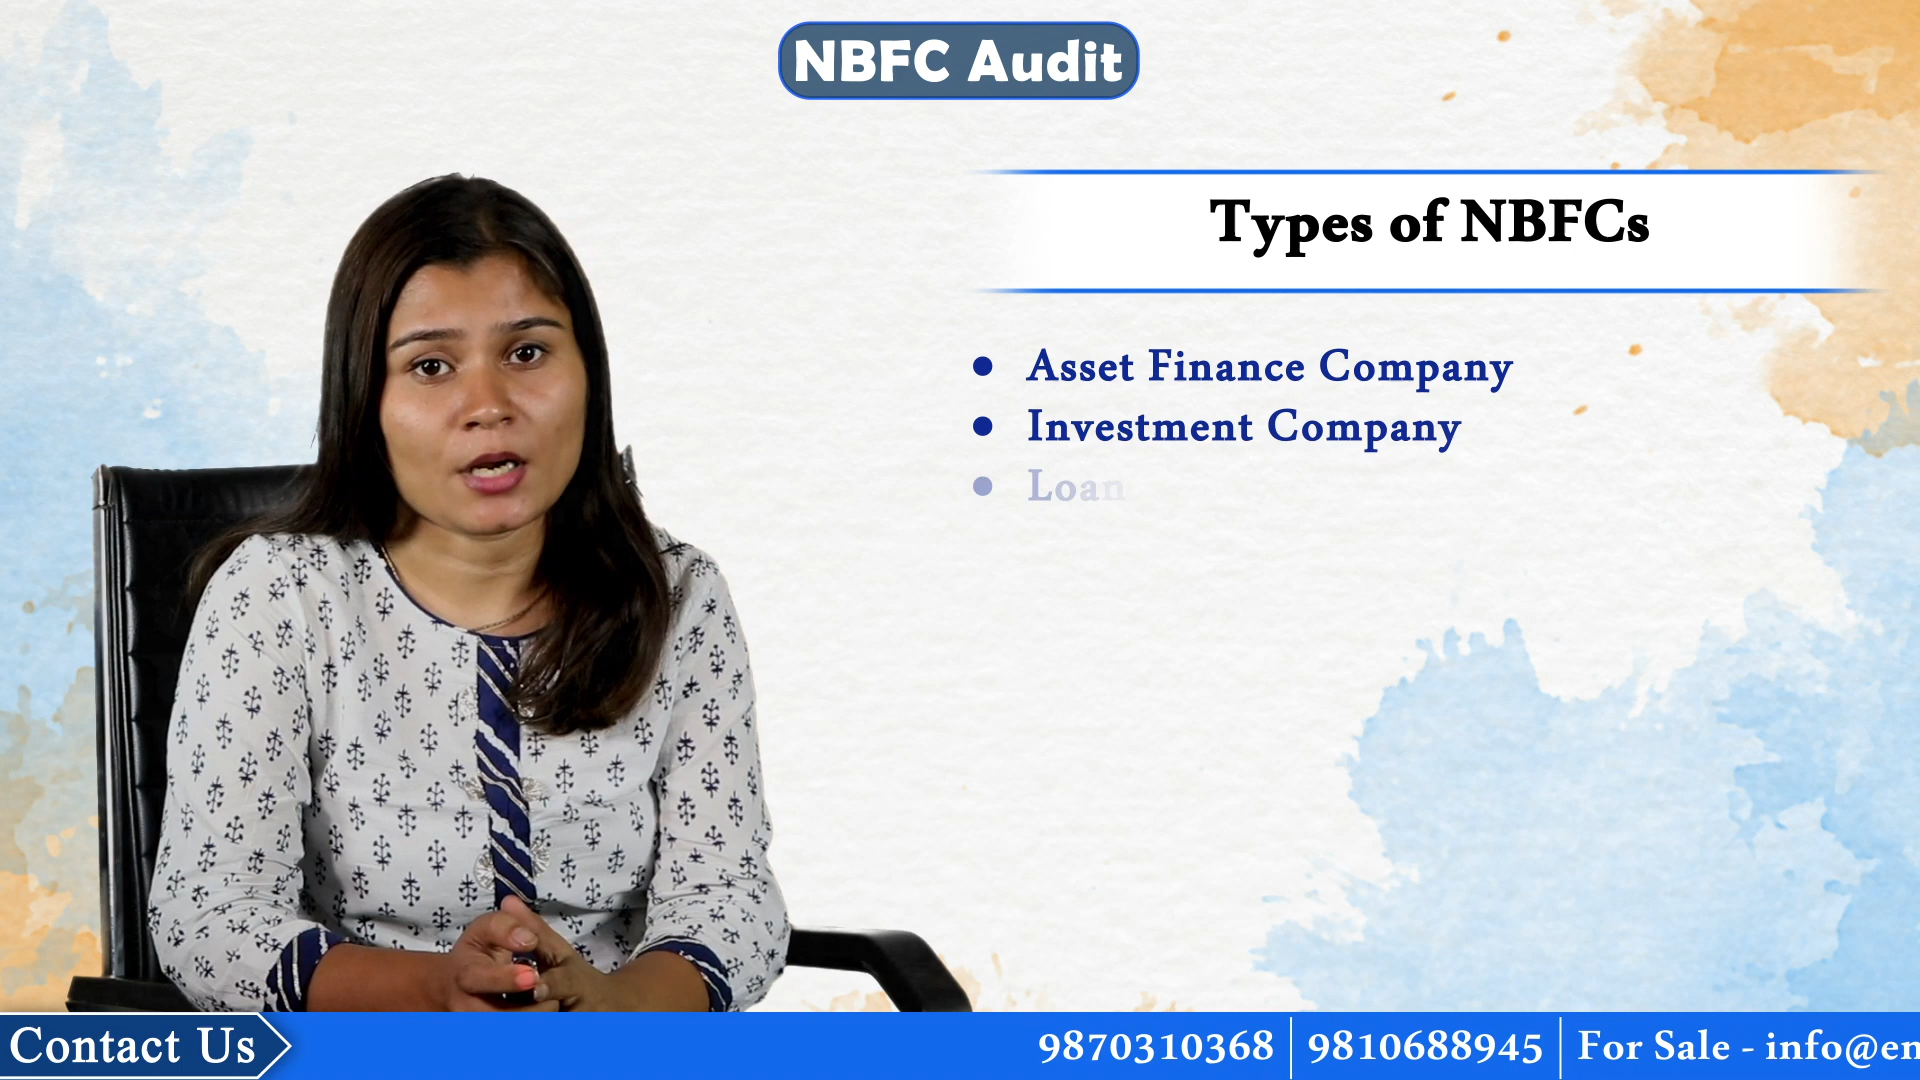 NBFC Audit
Types of NBFCs
● Asset Finance Company
● Investment Company
● Loan
Contact Us
9870310368 9810688945 For Sale - info@en